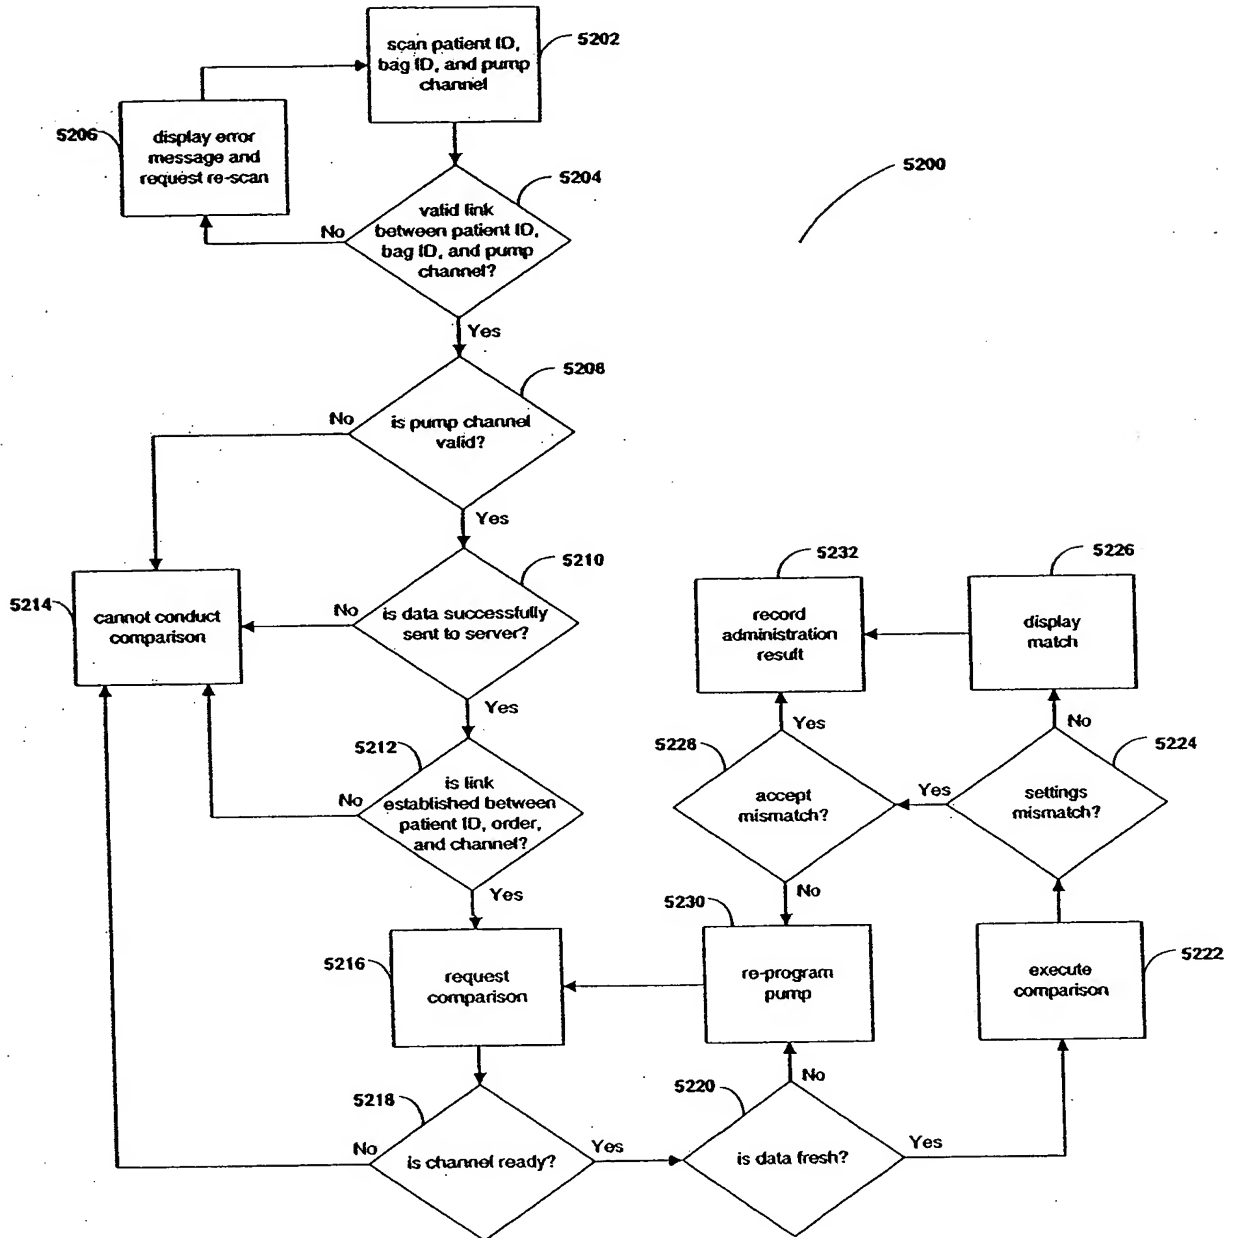 scan patient ID,
bag ID, and pump
channel
5202
5206
display error
message and
request re-scan
5204
valid link
between patient ID,
bag ID, and pump
channel?
No
5200
Yes
5208
is pump channel
valid?
No
Yes
5210
is data successfully
sent to server?
No
5214
cannot conduct
comparison
Yes
5212
is link
established between
patient ID, order,
and channel?
No
Yes
5216
request
comparison
5218
is channel ready?
No
Yes
5220
is data fresh?
No
Yes
5230
re-program
pump
5222
execute
comparison
5228
accept
mismatch?
Yes
No
5224
settings
mismatch?
Yes
No
5232
record
administration
result
5226
display
match